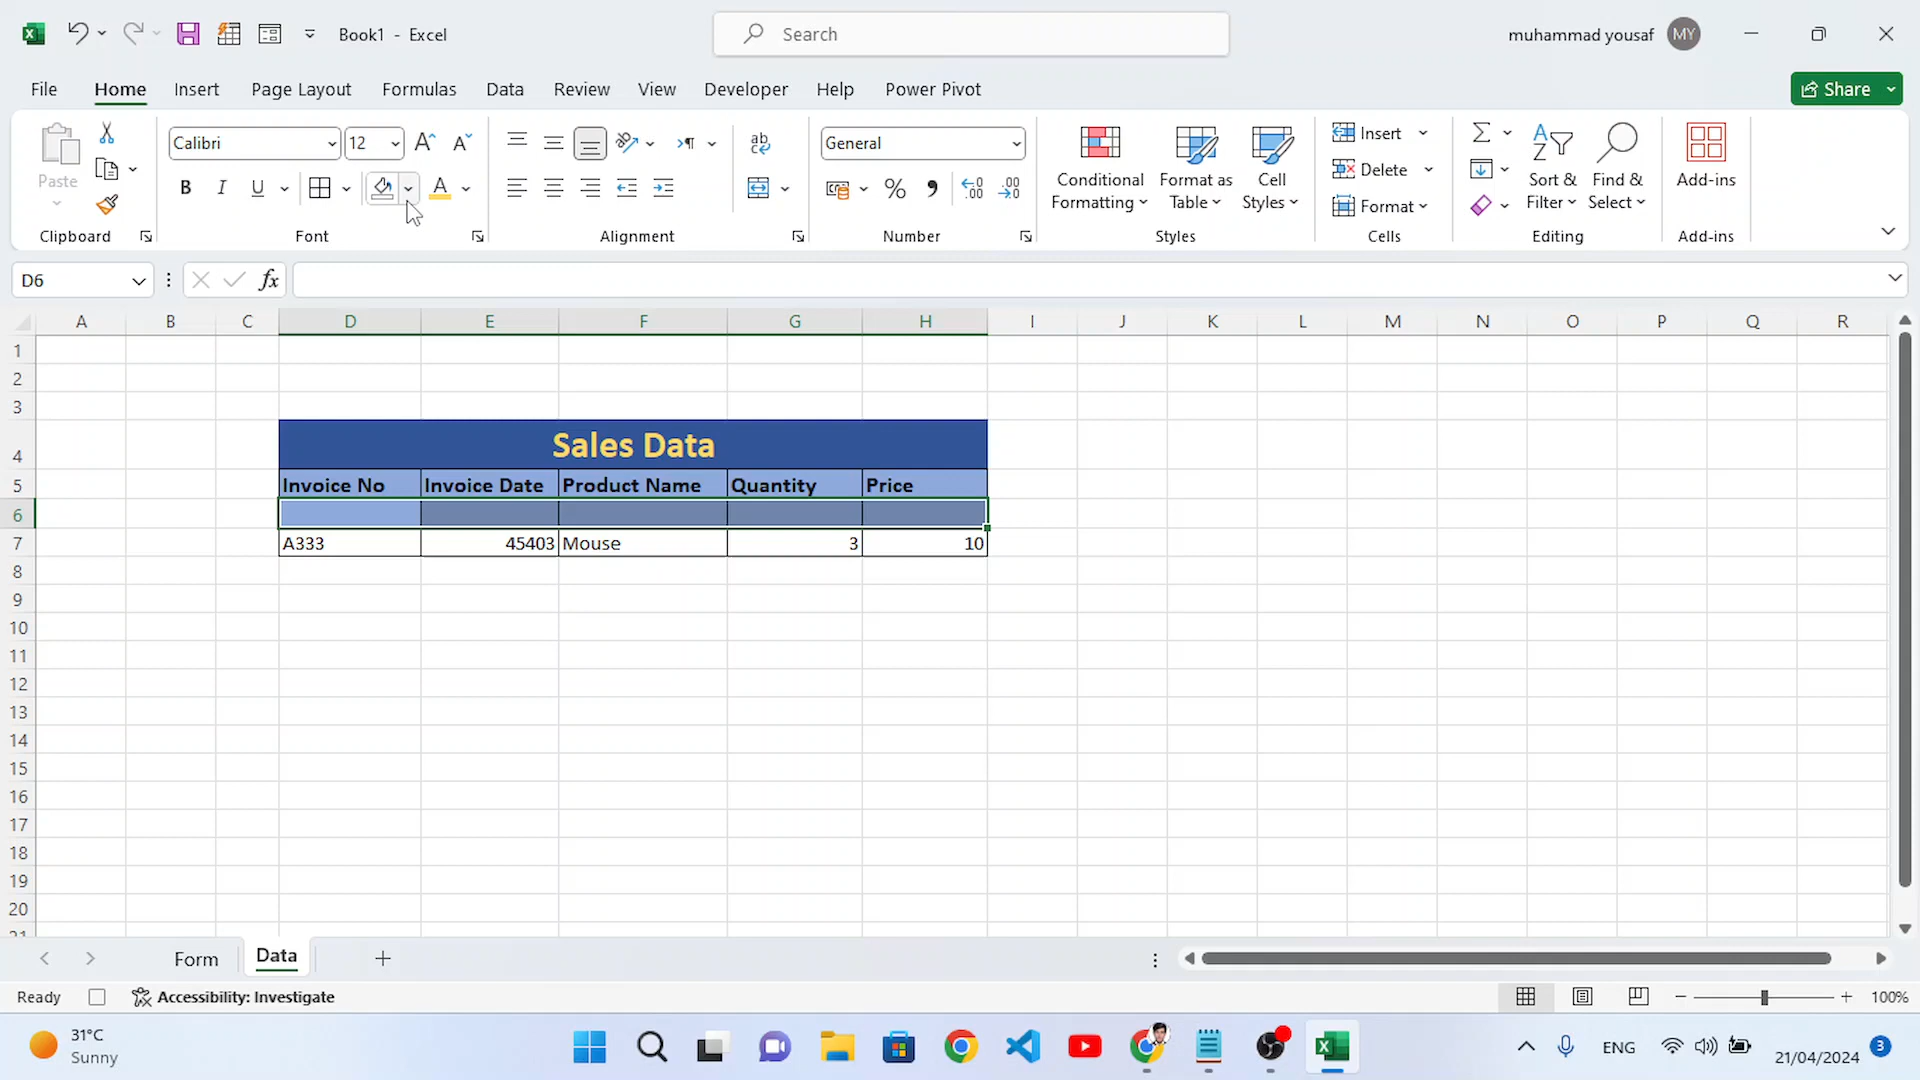 Book1 - Excel
Search
muhammad yousaf
MY
File Home Insert Page Layout Formulas Data Review View Developer Help Power Pivot
Share
Paste
Calibri
12
B I U
General
Conditional Formatting
Format as Table
Cell Styles
Insert
Delete
Format
Sort & Filter
Find & Select
Add-ins
Clipboard
Font
Alignment
Number
Styles
Cells
Editing
Add-ins
D6
fx
A B C D E F G H I J K L M N O P Q R
1
2
3
4 Sales Data
5 Invoice No Invoice Date Product Name Quantity Price
6
7 A333 45403 Mouse 3 10
8
9
10
11
12
13
14
15
16
17
18
19
20
21
Form Data
Ready Accessibility: Investigate 100%
31°C
Sunny
ENG
21/04/2024
3